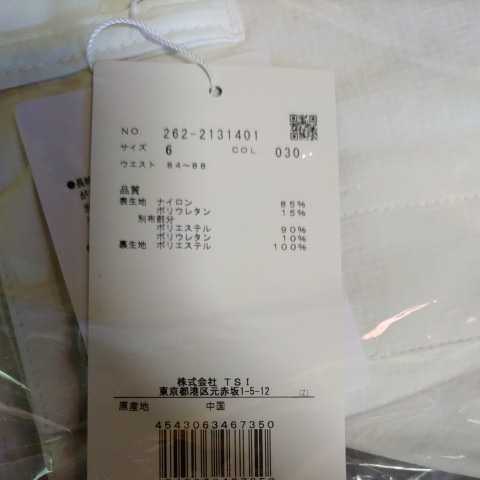 NO. 262-2131401
サイズ 6 COL 030
ウエスト 84～88
品質
表生地 ナイロン 85%
ポリウレタン 15%
別布部分
ポリエステル 90%
ポリウレタン 10%
裏生地 ポリエステル 100%
株式会社 TSI
東京都港区元赤坂1-5-12 (Z)
原産地 中国
4543063467350